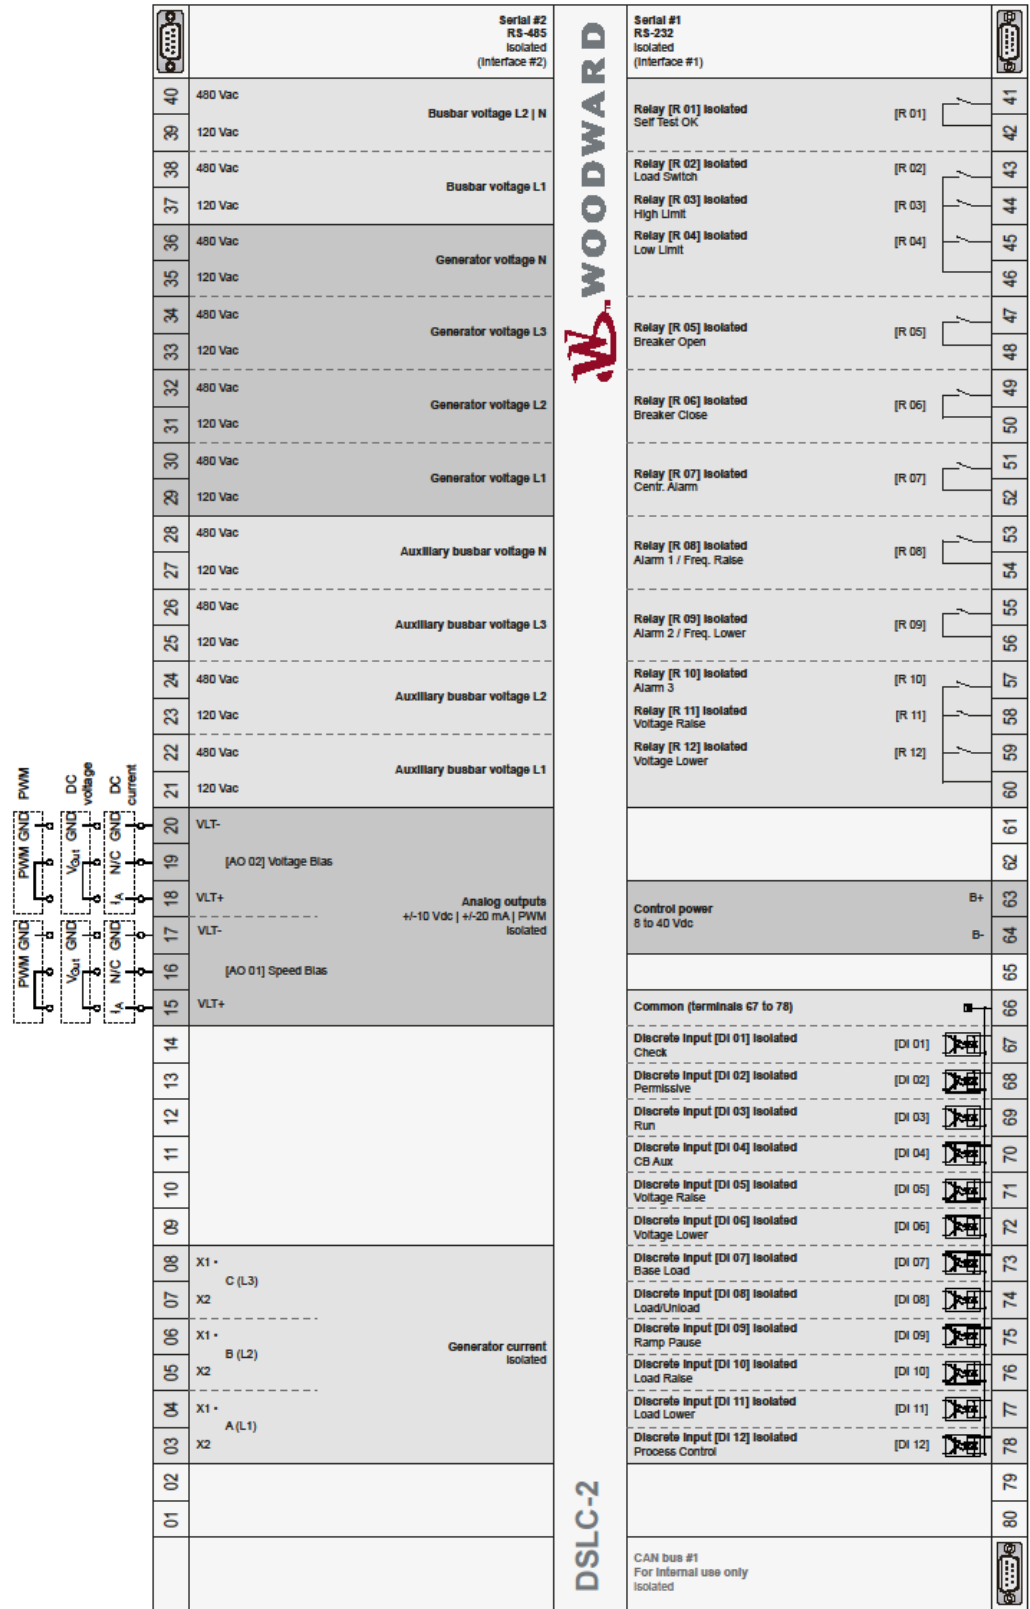 Serial #2
RS-485
Isolated
(Interface #2)
40
480 Vac
Busbar voltage L2 | N
39
120 Vac
38
480 Vac
Busbar voltage L1
37
120 Vac
36
480 Vac
Generator voltage N
35
120 Vac
34
480 Vac
Generator voltage L3
33
120 Vac
32
480 Vac
Generator voltage L2
31
120 Vac
30
480 Vac
Generator voltage L1
29
120 Vac
28
480 Vac
Auxiliary busbar voltage N
27
120 Vac
26
480 Vac
Auxiliary busbar voltage L3
25
120 Vac
24
480 Vac
Auxiliary busbar voltage L2
23
120 Vac
22
480 Vac
Auxiliary busbar voltage L1
21
120 Vac
PWM
DC voltage
DC current
PWM GND
VOut GND
IA N/C GND
20
VLT-
19
[AO 02] Voltage Bias
18
VLT+
Analog outputs
+/-10 Vdc | +/-20 mA | PWM
Isolated
PWM GND
VOut GND
IA N/C GND
17
VLT-
16
[AO 01] Speed Bias
15
VLT+
14
13
12
11
10
09
08
X1 •
C (L3)
07
X2
06
X1 •
B (L2)
Generator current
Isolated
05
X2
04
X1 •
A (L1)
03
X2
02
01
WOODWARD
DSLC-2
Serial #1
RS-232
Isolated
(Interface #1)
Relay [R 01] Isolated
Self Test OK
[R 01]
41
42
Relay [R 02] Isolated
Load Switch
[R 02]
43
Relay [R 03] Isolated
High Limit
[R 03]
44
Relay [R 04] Isolated
Low Limit
[R 04]
45
46
Relay [R 05] Isolated
Breaker Open
[R 05]
47
48
Relay [R 06] Isolated
Breaker Close
[R 06]
49
50
Relay [R 07] Isolated
Centr. Alarm
[R 07]
51
52
Relay [R 08] Isolated
Alarm 1 / Freq. Raise
[R 08]
53
54
Relay [R 09] Isolated
Alarm 2 / Freq. Lower
[R 09]
55
56
Relay [R 10] Isolated
Alarm 3
[R 10]
57
Relay [R 11] Isolated
Voltage Raise
[R 11]
58
Relay [R 12] Isolated
Voltage Lower
[R 12]
59
60
61
62
Control power
8 to 40 Vdc
B+
63
B-
64
65
Common (terminals 67 to 78)
66
Discrete Input [DI 01] Isolated
Check
[DI 01]
67
Discrete Input [DI 02] Isolated
Permissive
[DI 02]
68
Discrete Input [DI 03] Isolated
Run
[DI 03]
69
Discrete Input [DI 04] Isolated
CB Aux
[DI 04]
70
Discrete Input [DI 05] Isolated
Voltage Raise
[DI 05]
71
Discrete Input [DI 06] Isolated
Voltage Lower
[DI 06]
72
Discrete Input [DI 07] Isolated
Base Load
[DI 07]
73
Discrete Input [DI 08] Isolated
Load/Unload
[DI 08]
74
Discrete Input [DI 09] Isolated
Ramp Pause
[DI 09]
75
Discrete Input [DI 10] Isolated
Load Raise
[DI 10]
76
Discrete Input [DI 11] Isolated
Load Lower
[DI 11]
77
Discrete Input [DI 12] Isolated
Process Control
[DI 12]
78
79
80
CAN bus #1
For Internal use only
Isolated